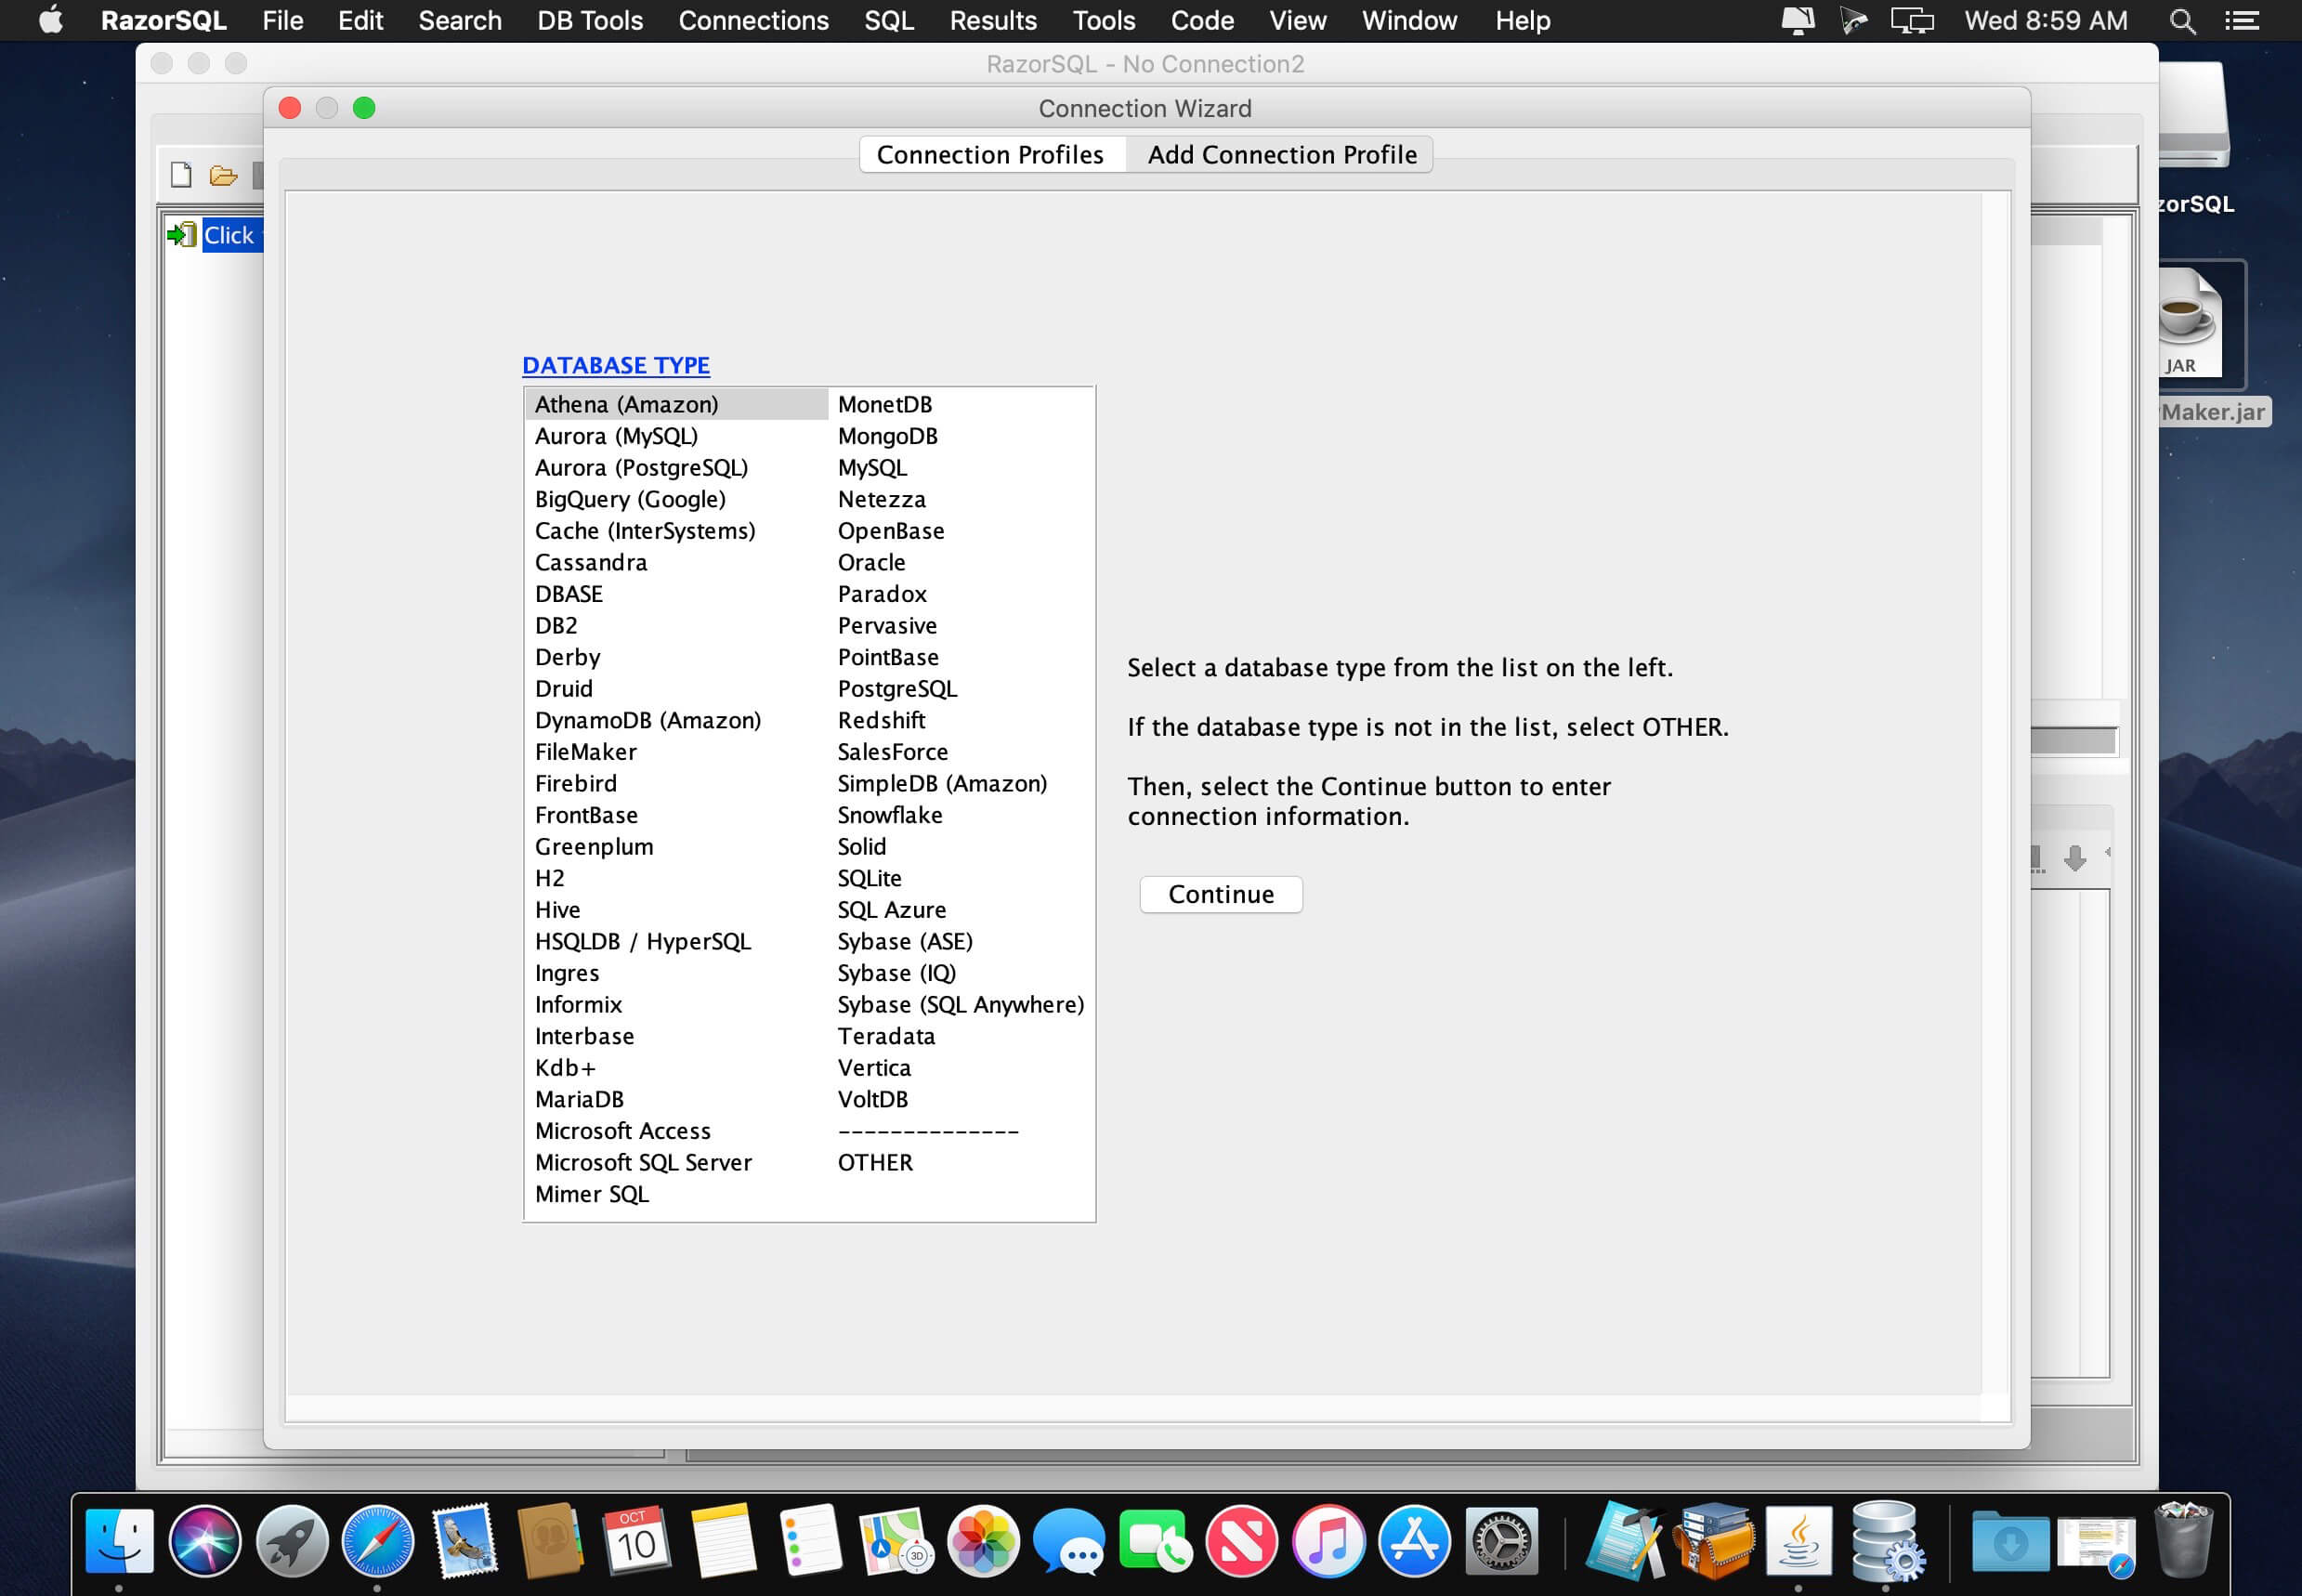 RazorSQL File Edit Search DB Tools Connections SQL Results Tools Code View Window Help Wed 8:59 AM
RazorSQL - No Connection2
Connection Wizard
Connection Profiles Add Connection Profile
Click
zorSQL
JAR
Maker.jar
DATABASE TYPE
Athena (Amazon)
Aurora (MySQL)
Aurora (PostgreSQL)
BigQuery (Google)
Cache (InterSystems)
Cassandra
DBASE
DB2
Derby
Druid
DynamoDB (Amazon)
FileMaker
Firebird
FrontBase
Greenplum
H2
Hive
HSQLDB / HyperSQL
Ingres
Informix
Interbase
Kdb+
MariaDB
Microsoft Access
Microsoft SQL Server
Mimer SQL
MonetDB
MongoDB
MySQL
Netezza
OpenBase
Oracle
Paradox
Pervasive
PointBase
PostgreSQL
Redshift
SalesForce
SimpleDB (Amazon)
Snowflake
Solid
SQLite
SQL Azure
Sybase (ASE)
Sybase (IQ)
Sybase (SQL Anywhere)
Teradata
Vertica
VoltDB
--------------
OTHER
Select a database type from the list on the left.
If the database type is not in the list, select OTHER.
Then, select the Continue button to enter
connection information.
Continue
OCT
10
3D